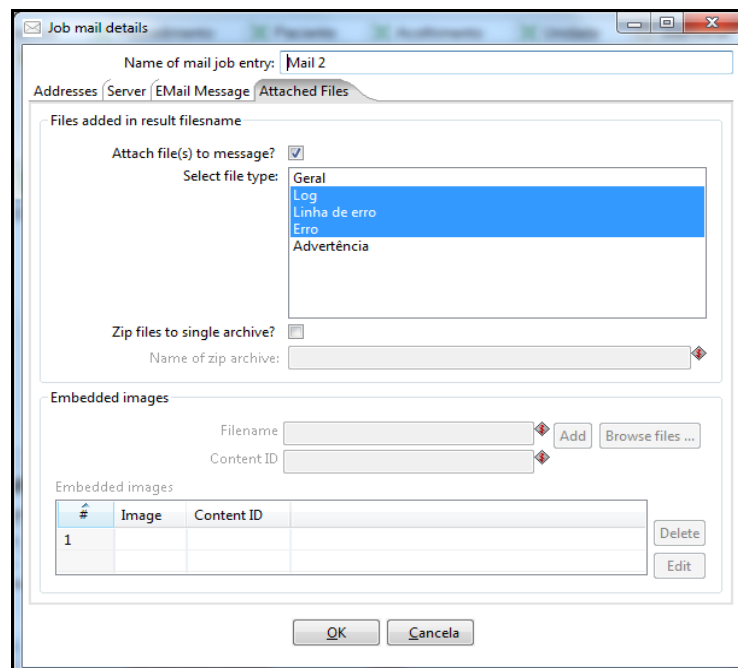 Job mail details
Name of mail job entry: Mail 2
Addresses Server EMail Message Attached Files
Files added in result filename
Attach file(s) to message?
Select file type: Geral
Log
Linha de erro
Erro
Advertência
Zip files to single archive?
Name of zip archive:
Embedded images
Filename Add Browse files ...
Content ID
Embedded images
# Image Content ID
1
Delete
Edit
OK Cancela